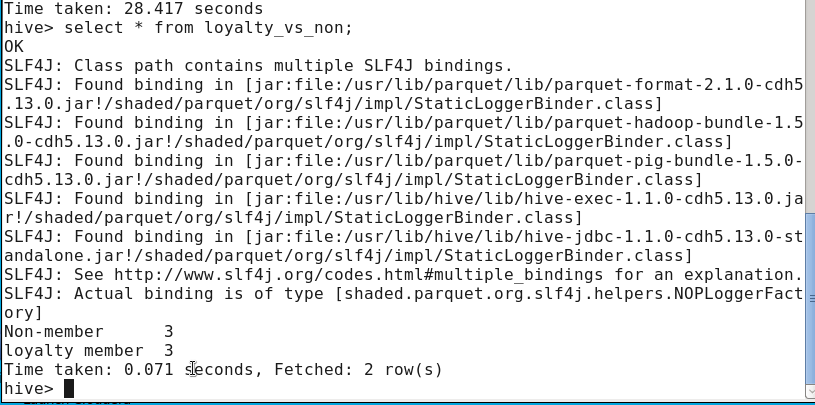 Time taken: 28.417 seconds
hive> select * from loyalty_vs_non;
OK
SLF4J: Class path contains multiple SLF4J bindings.
SLF4J: Found binding in [jar:file:/usr/lib/parquet/lib/parquet-format-2.1.0-cdh5
.13.0.jar!/shaded/parquet/org/slf4j/impl/StaticLoggerBinder.class]
SLF4J: Found binding in [jar:file:/usr/lib/parquet/lib/parquet-hadoop-bundle-1.5
.0-cdh5.13.0.jar!/shaded/parquet/org/slf4j/impl/StaticLoggerBinder.class]
SLF4J: Found binding in [jar:file:/usr/lib/parquet/lib/parquet-pig-bundle-1.5.0-
cdh5.13.0.jar!/shaded/parquet/org/slf4j/impl/StaticLoggerBinder.class]
SLF4J: Found binding in [jar:file:/usr/lib/hive/lib/hive-exec-1.1.0-cdh5.13.0.ja
r!/shaded/parquet/org/slf4j/impl/StaticLoggerBinder.class]
SLF4J: Found binding in [jar:file:/usr/lib/hive/lib/hive-jdbc-1.1.0-cdh5.13.0-st
andalone.jar!/shaded/parquet/org/slf4j/impl/StaticLoggerBinder.class]
SLF4J: See http://www.slf4j.org/codes.html#multiple_bindings for an explanation.
SLF4J: Actual binding is of type [shaded.parquet.org.slf4j.helpers.NOPLoggerFact
ory]
Non-member      3
loyalty member  3
Time taken: 0.071 seconds, Fetched: 2 row(s)
hive>